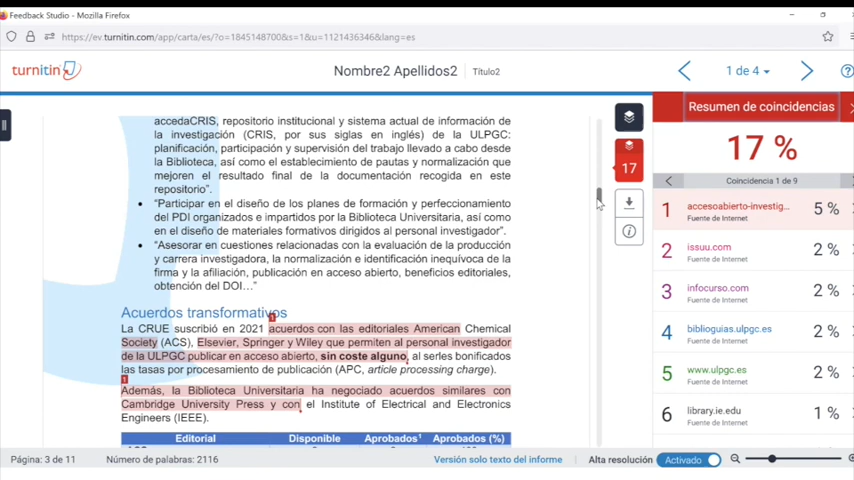 Feedback Studio - Mozilla Firefox
https://ev.turnitin.com/app/carta/es/?o=1845148700&s=1&u=1121436346&lang=es
turnitin
Nombre2 Apellidos2
Título2
1 de 4
accedaCRIS, repositorio institucional y sistema actual de información de
la investigación (CRIS, por sus siglas en inglés) de la ULPGC:
planificación, participación y supervisión del trabajo llevado a cabo desde
la Biblioteca, así como el establecimiento de pautas y normalización que
mejoren el resultado final de la documentación recogida en este
repositorio”.
• “Participar en el diseño de los planes de formación y perfeccionamiento
del PDI organizados e impartidos por la Biblioteca Universitaria, así como
en el diseño de materiales formativos dirigidos al personal investigador”.
• “Asesorar en cuestiones relacionadas con la evaluación de la producción
y carrera investigadora, la normalización e identificación inequívoca de la
firma y la afiliación, publicación en acceso abierto, beneficios editoriales,
obtención del DOI…”
Acuerdos transformativos
1
La CRUE suscribió en 2021 acuerdos con las editoriales American Chemical
Society (ACS), Elsevier, Springer y Wiley que permiten al personal investigador
de la ULPGC publicar en acceso abierto, sin coste alguno, al serles bonificados
las tasas por procesamiento de publicación (APC, article processing charge).
1
Además, la Biblioteca Universitaria ha negociado acuerdos similares con
Cambridge University Press y con el Institute of Electrical and Electronics
Engineers (IEEE).
Editorial Disponible Aprobados¹ Aprobados (%)
17
Resumen de coincidencias
17 %
Coincidencia 1 de 9
1 accesoabierto-investig... 5 %
Fuente de Internet
2 issuu.com 2 %
Fuente de Internet
3 infocurso.com 2 %
Fuente de Internet
4 biblioguias.ulpgc.es 2 %
Fuente de Internet
5 www.ulpgc.es 2 %
Fuente de Internet
6 library.ie.edu 1 %
Fuente de Internet
Página: 3 de 11
Número de palabras: 2116
Versión solo texto del informe
Alta resolución
Activado